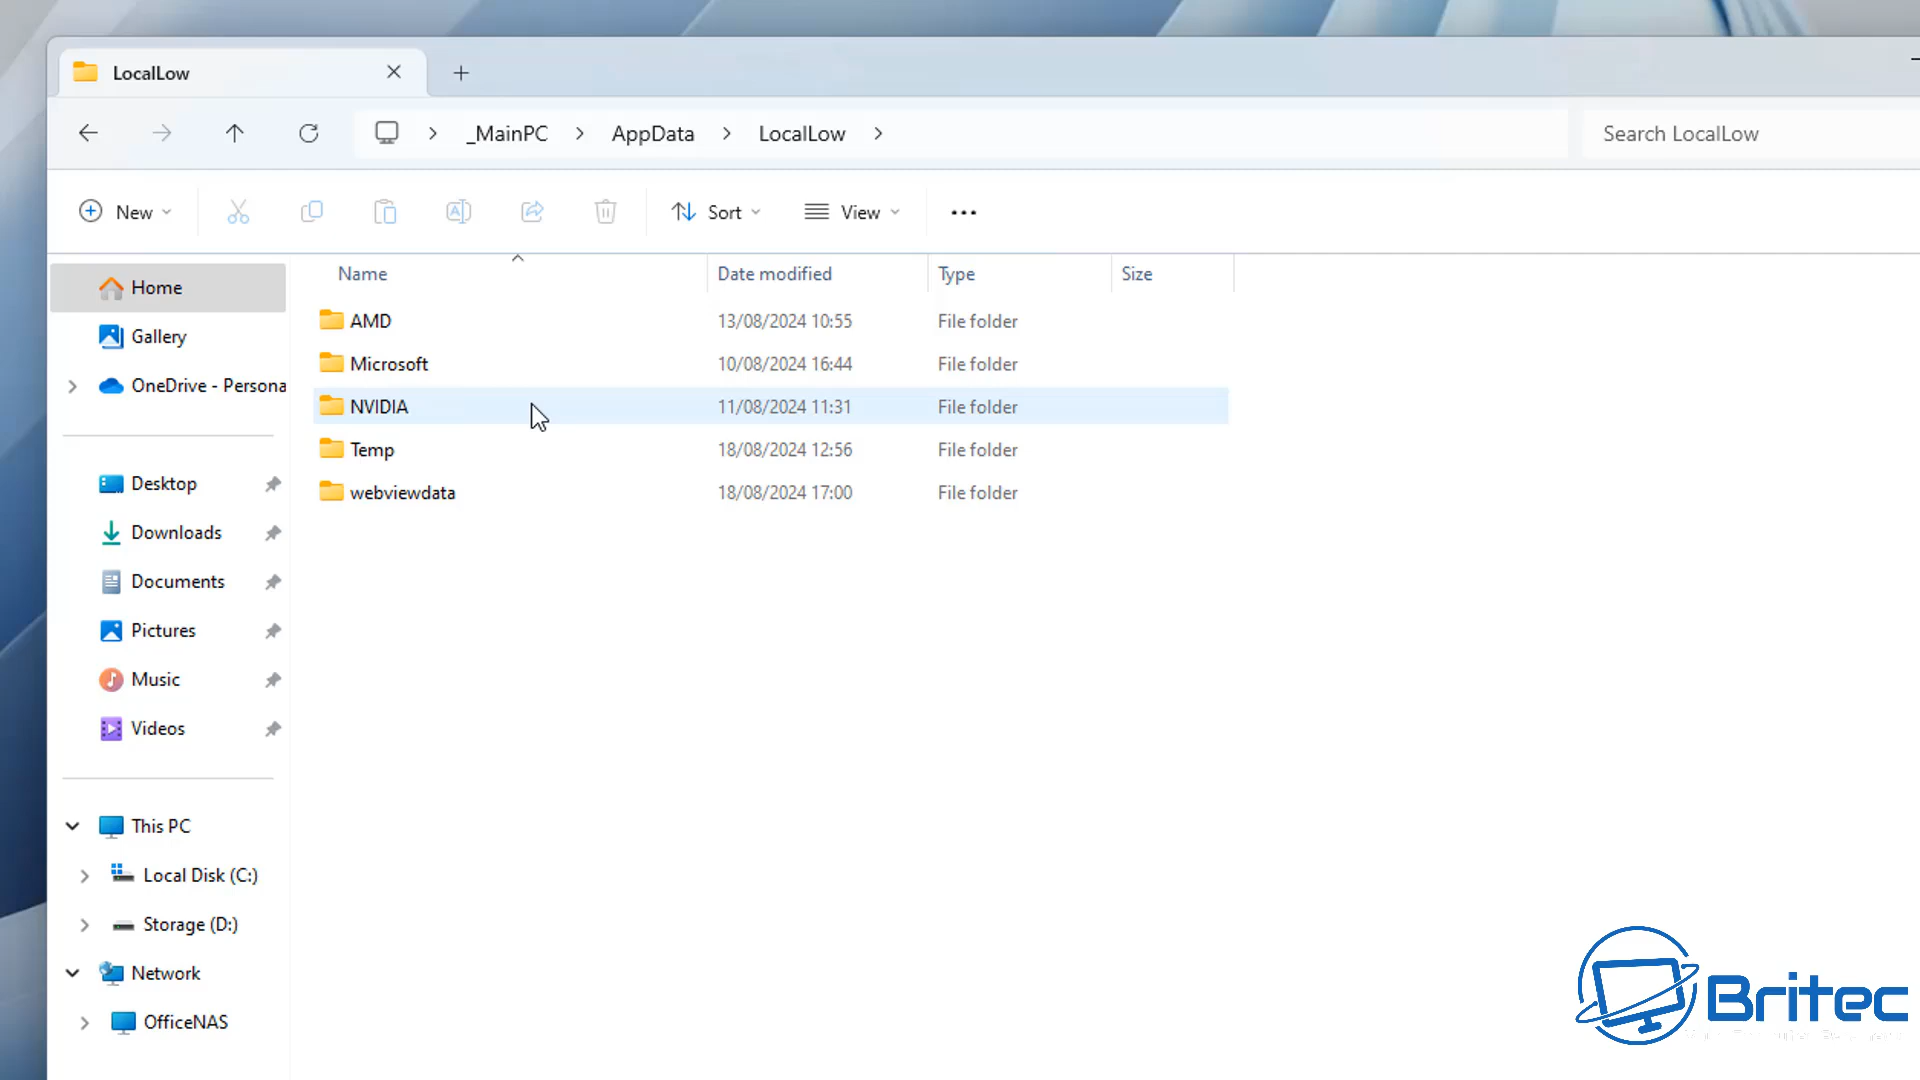 LocalLow
_MainPC > AppData > LocalLow >
Search LocalLow
New
Sort
View
Name
Date modified
Type
Size
AMD 13/08/2024 10:55 File folder
Microsoft 10/08/2024 16:44 File folder
NVIDIA 11/08/2024 11:31 File folder
Temp 18/08/2024 12:56 File folder
webviewdata 18/08/2024 17:00 File folder
Home
Gallery
OneDrive - Persona
Desktop
Downloads
Documents
Pictures
Music
Videos
This PC
Local Disk (C:)
Storage (D:)
Network
OfficeNAS
Britec